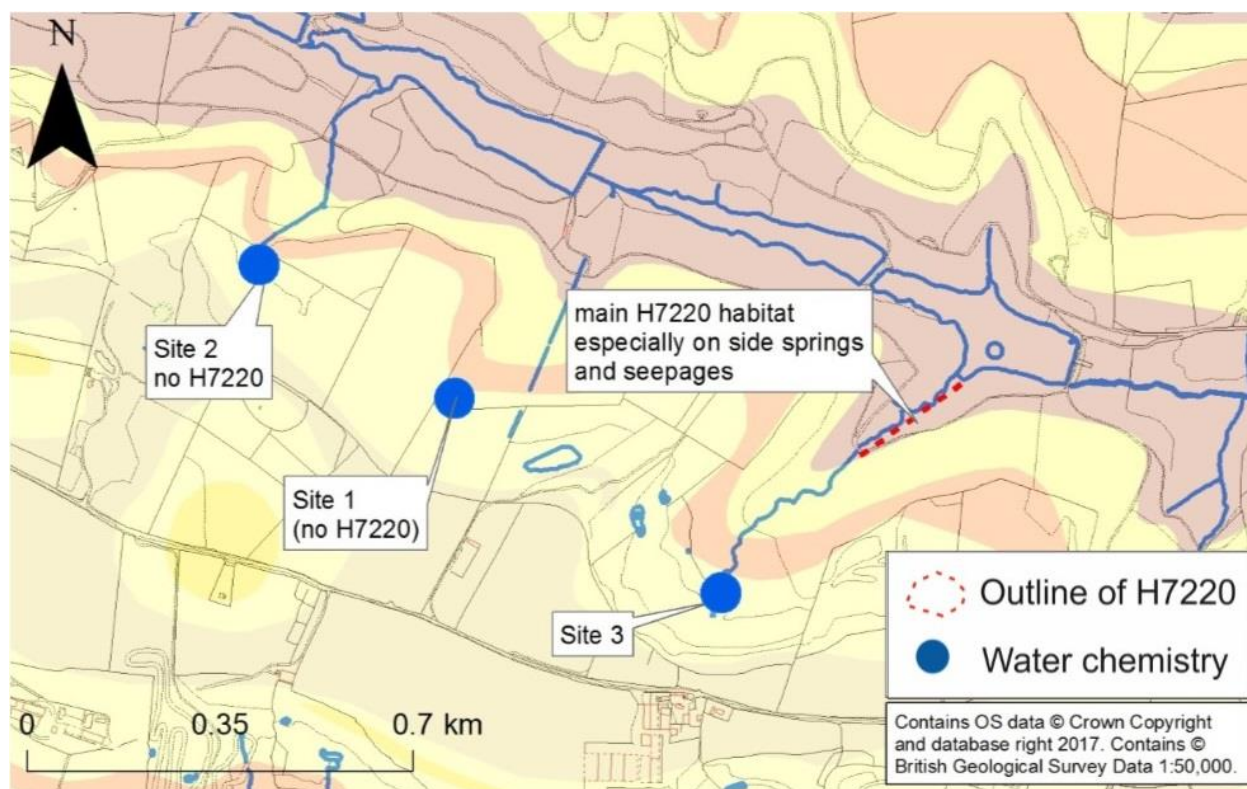 N
main H7220 habitat
especially on side springs
and seepages
Site 2
no H7220
Site 1
(no H7220)
Site 3
Outline of H7220
Water chemistry
0 0.35 0.7 km
Contains OS data © Crown Copyright
and database right 2017. Contains ©
British Geological Survey Data 1:50,000.